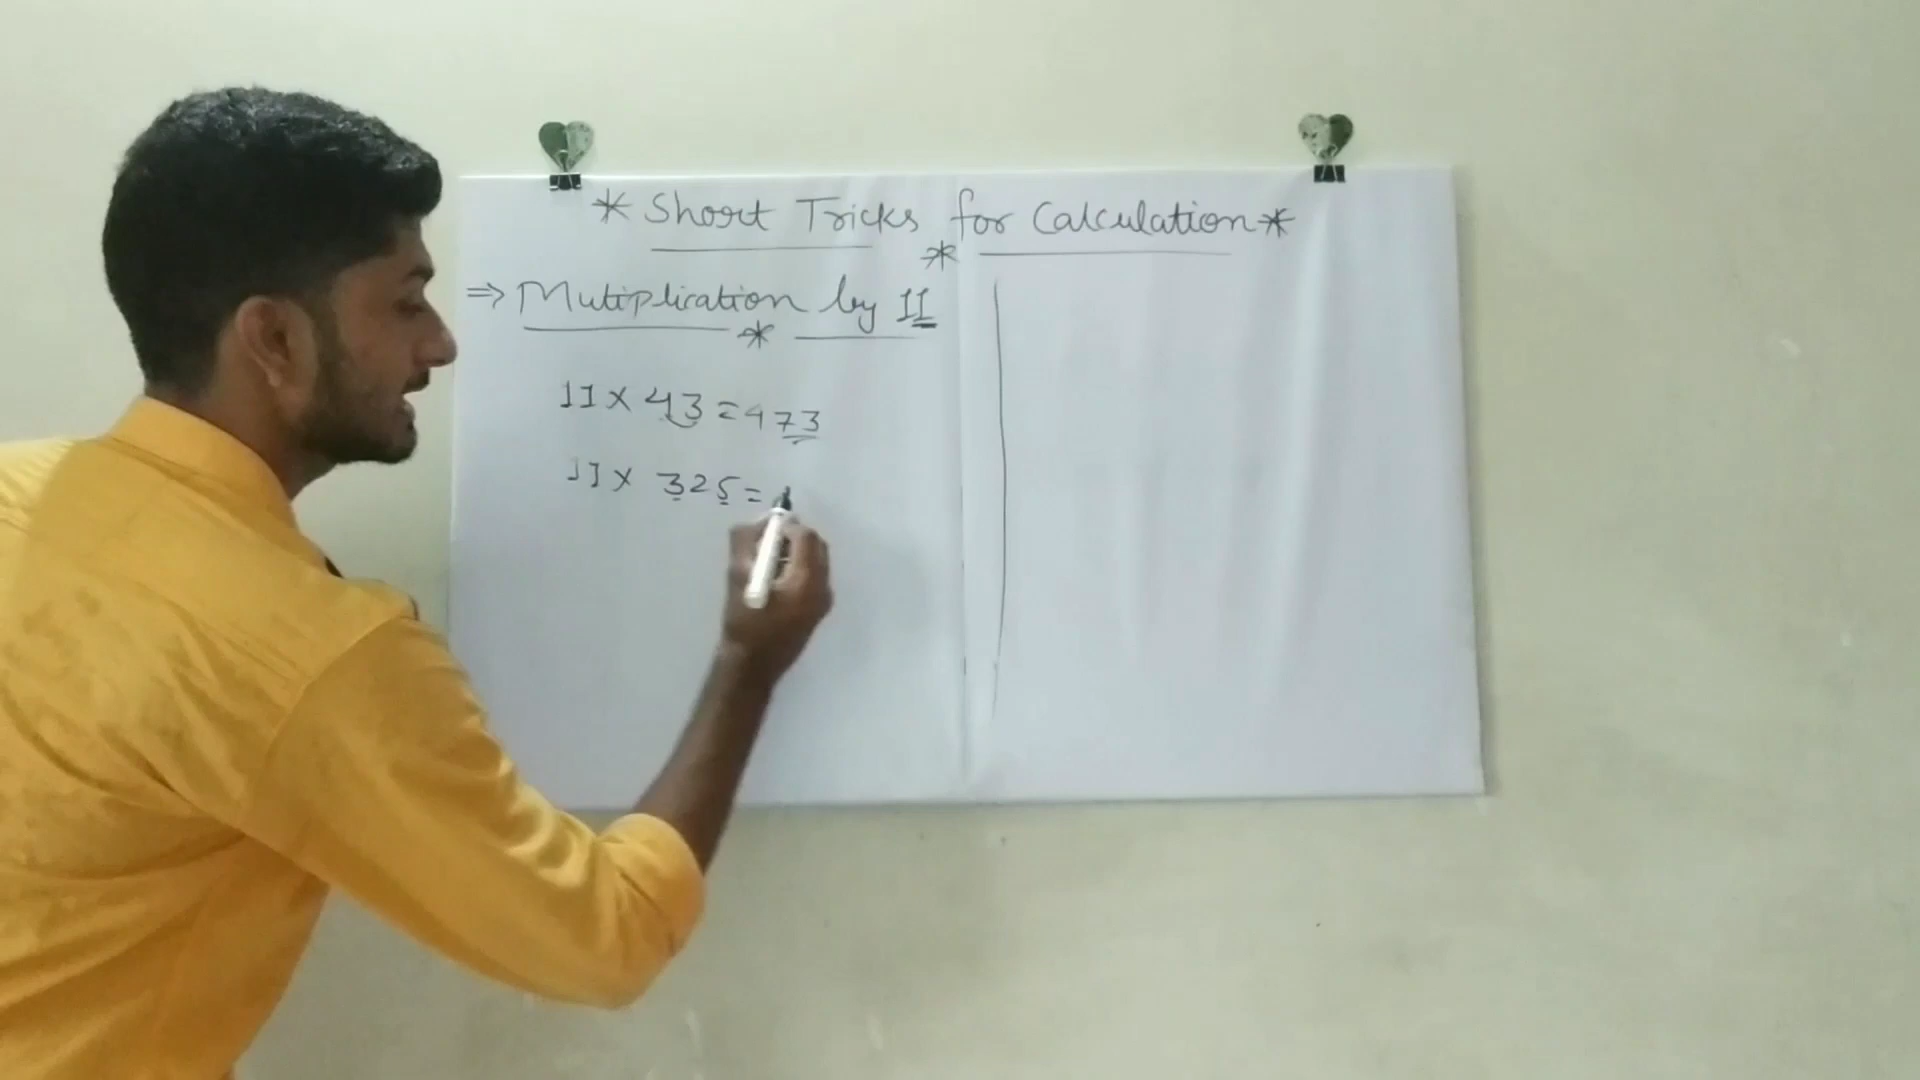 * Short Tricks for Calculation *
*
⇒ Mutiplication by 11
*
11 x 43 = 473
11 x 325 =